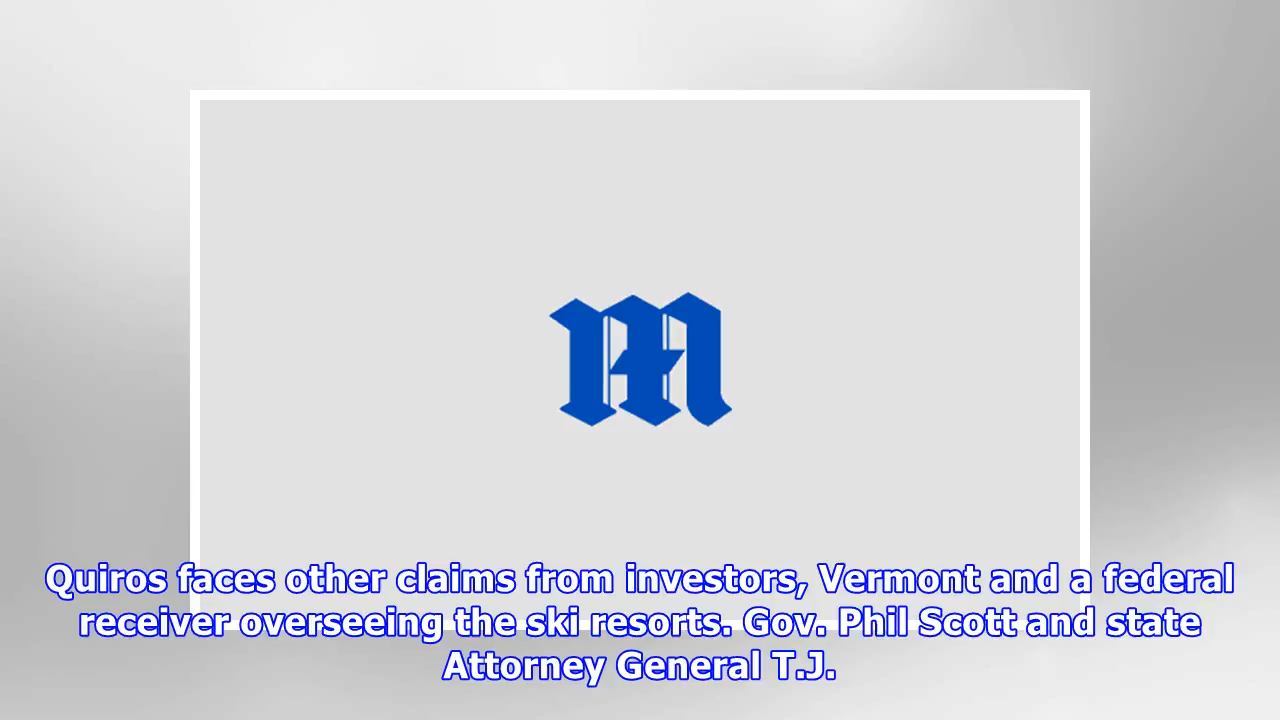 Quiros faces other claims from investors, Vermont and a federal
receiver overseeing the ski resorts. Gov. Phil Scott and state
Attorney General T.J.